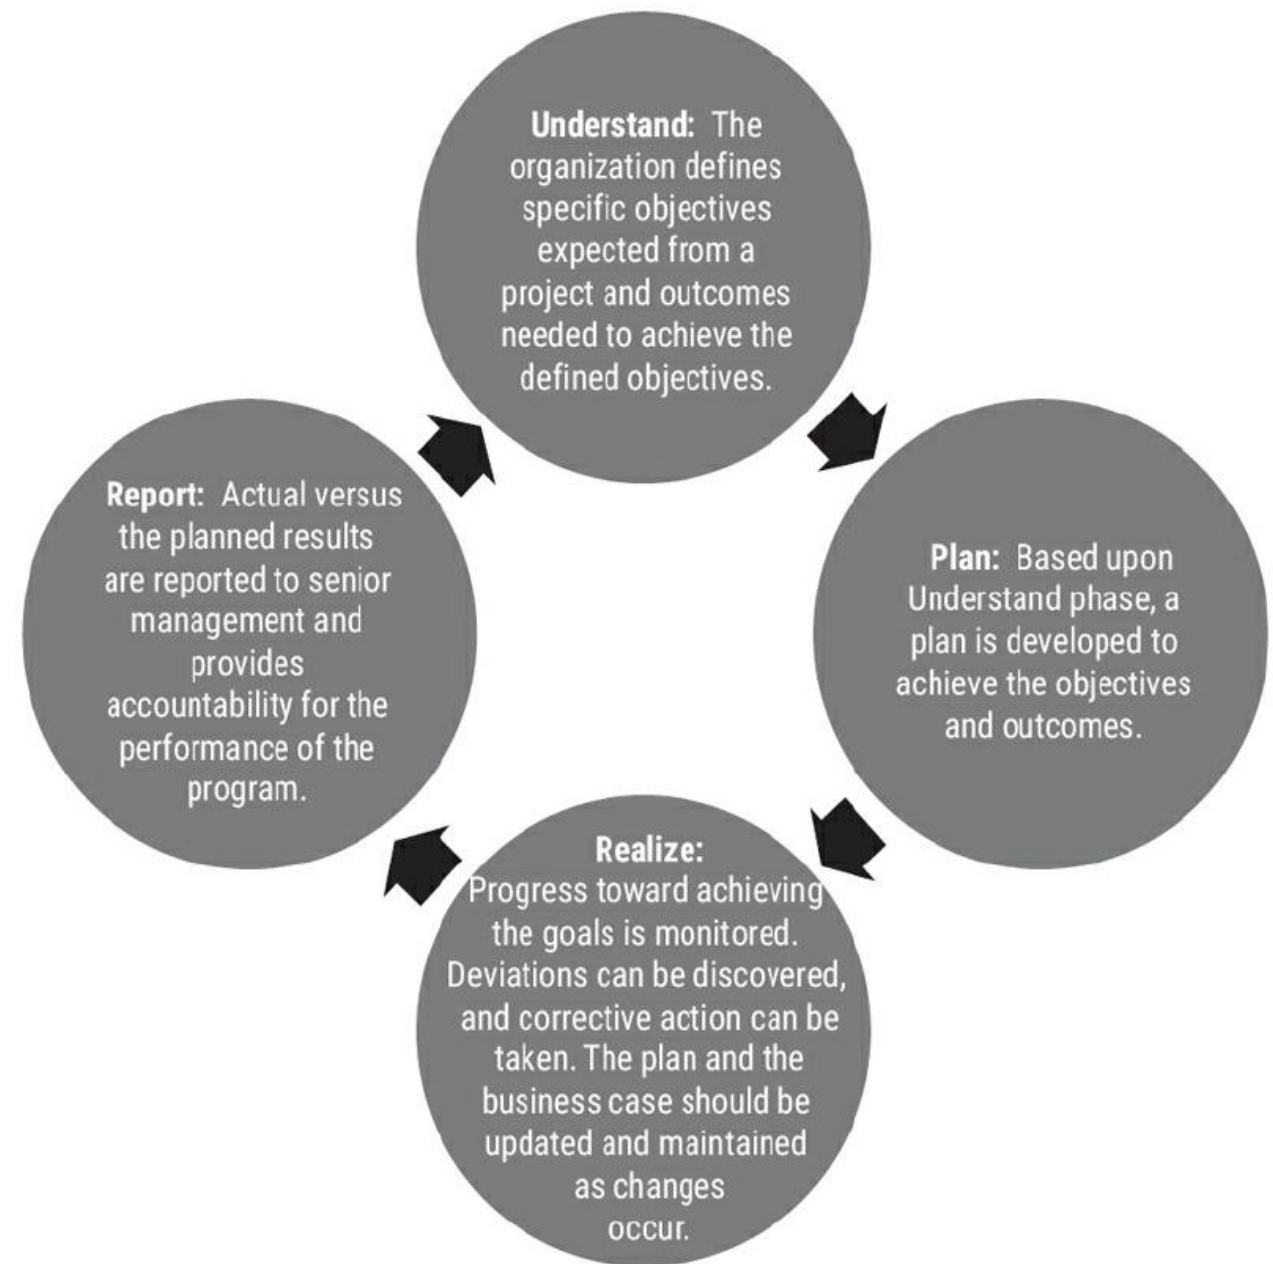 Understand: The
organization defines
specific objectives
expected from a
project and outcomes
needed to achieve the
defined objectives.
Plan: Based upon
Understand phase, a
plan is developed to
achieve the objectives
and outcomes.
Realize:
Progress toward achieving
the goals is monitored.
Deviations can be discovered,
and corrective action can be
taken. The plan and the
business case should be
updated and maintained
as changes
occur.
Report: Actual versus
the planned results
are reported to senior
management and
provides
accountability for the
performance of the
program.